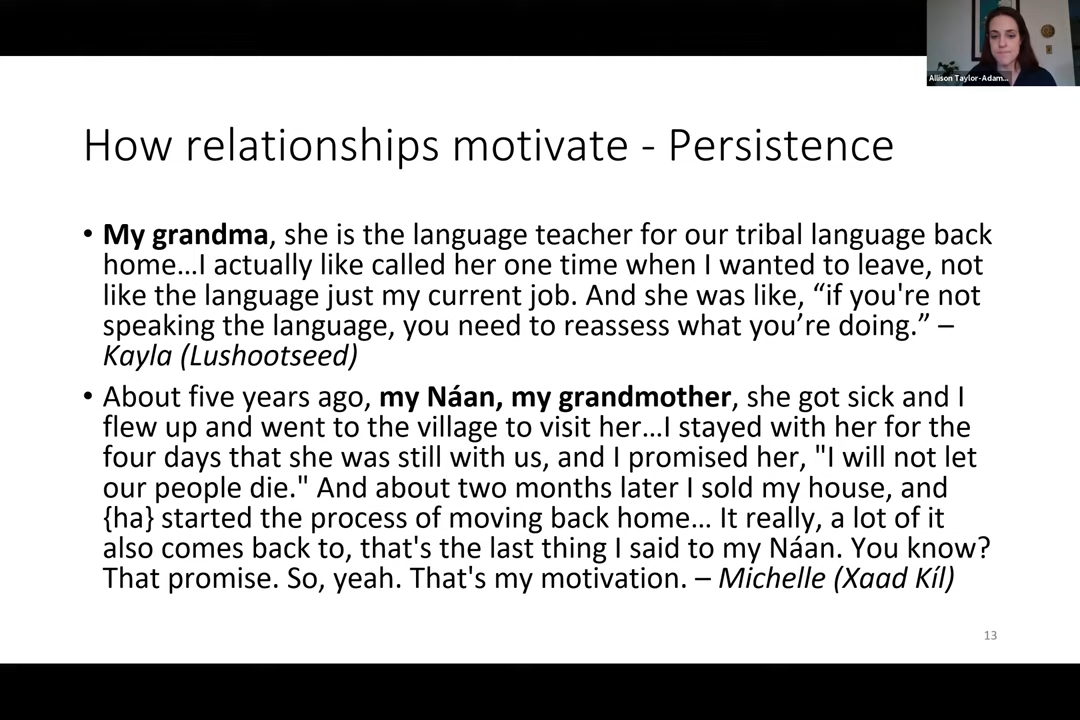 Allison Taylor-Adam...
How relationships motivate - Persistence
• My grandma, she is the language teacher for our tribal language back
home…I actually like called her one time when I wanted to leave, not
like the language just my current job. And she was like, “if you're not
speaking the language, you need to reassess what you’re doing.” –
Kayla (Lushootseed)
• About five years ago, my Náan, my grandmother, she got sick and I
flew up and went to the village to visit her…I stayed with her for the
four days that she was still with us, and I promised her, "I will not let
our people die." And about two months later I sold my house, and
{ha} started the process of moving back home… It really, a lot of it
also comes back to, that's the last thing I said to my Náan. You know?
That promise. So, yeah. That's my motivation. – Michelle (Xaad Kíl)
13